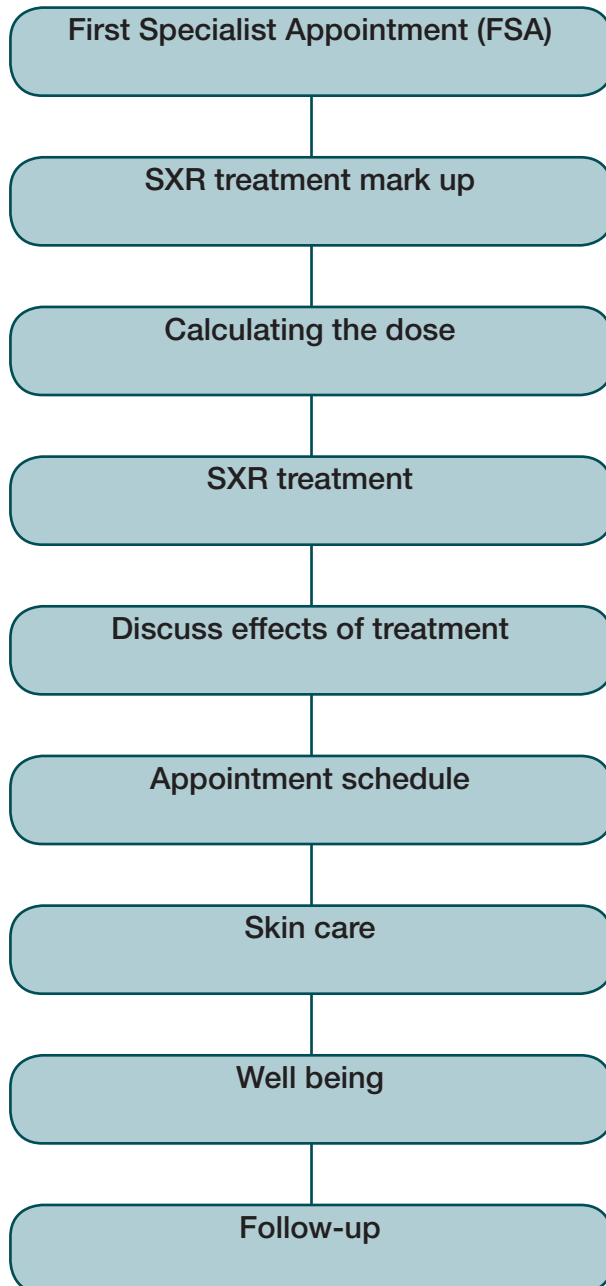 First Specialist Appointment (FSA)
SXR treatment mark up
Calculating the dose
SXR treatment
Discuss effects of treatment
Appointment schedule
Skin care
Well being
Follow-up